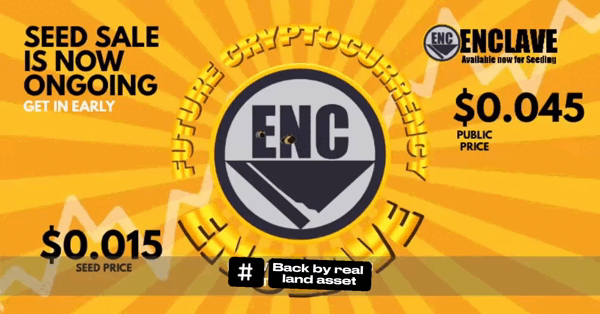 SEED SALE
IS NOW
ONGOING
GET IN EARLY
FUTURE CRYPTOCURRENCY
ENC
ENC ENCLAVE
Available now for Seeding
$0.045
PUBLIC
PRICE
$0.015
SEED PRICE
# Back by real
land asset